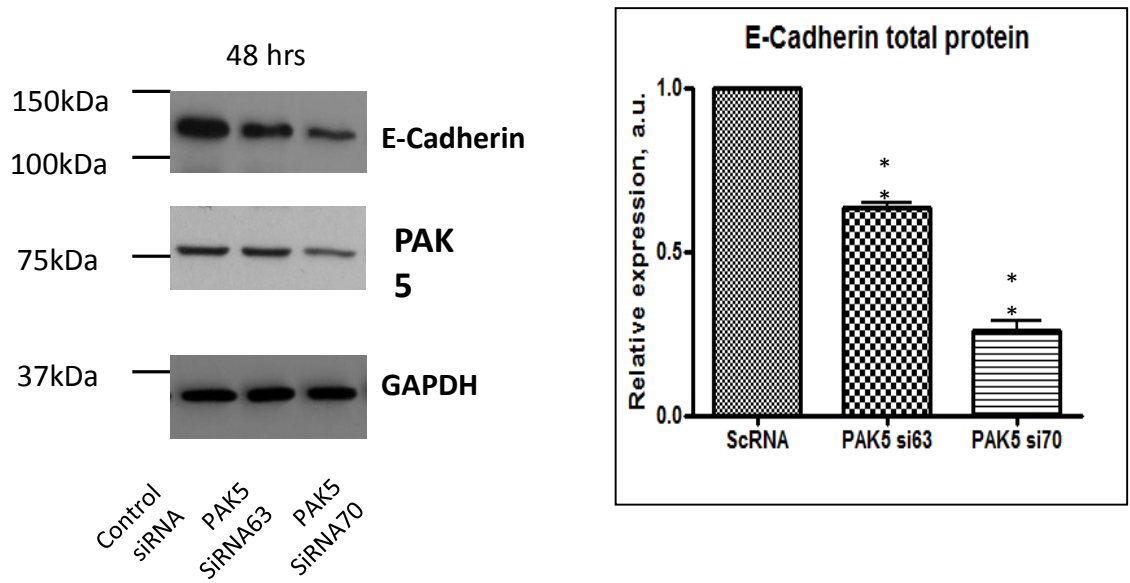 48 hrs
150kDa
100kDa
E-Cadherin
75kDa
PAK
5
37kDa
GAPDH
Control
siRNA
PAK5
SiRNA63
PAK5
SiRNA70
E-Cadherin total protein
Relative expression, a.u.
1.0
0.5
0.0
*
*
*
*
ScRNA
PAK5 si63
PAK5 si70